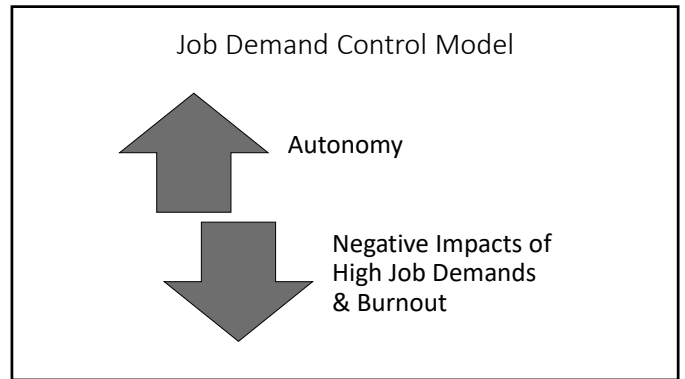 Job Demand Control Model
Autonomy
Negative Impacts of
High Job Demands
& Burnout